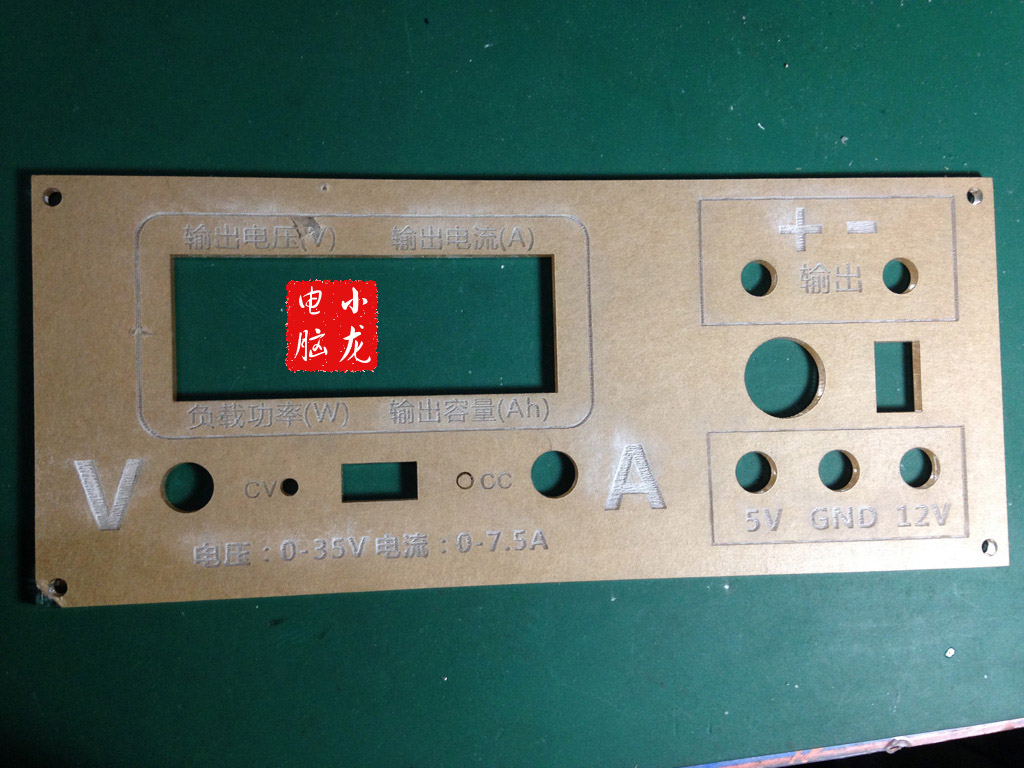 输出电压(V) 输出电流(A)
小龙
电脑
负载功率(W) 输出容量(Ah)
V CV CC A
电压：0-35V 电流：0-7.5A
+ -
输出
5V GND 12V